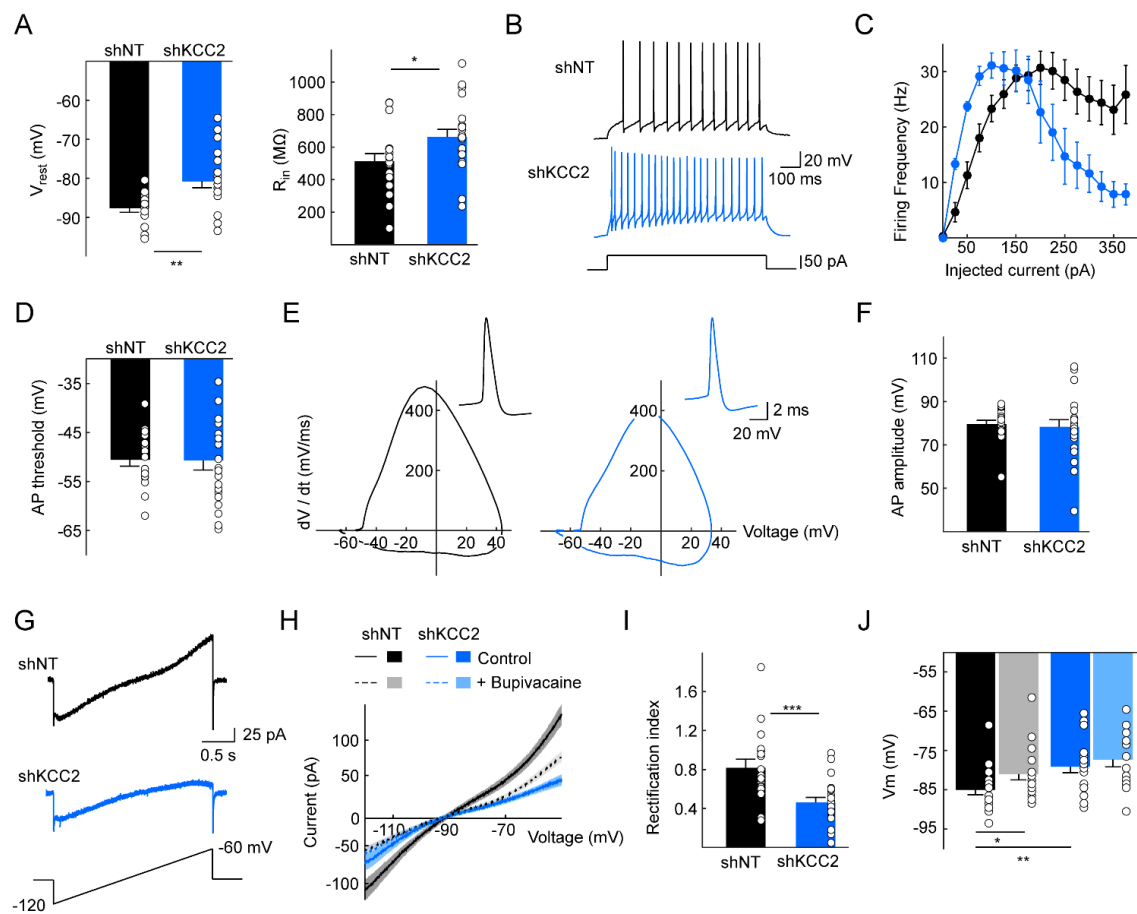 A
shNT shKCC2
-60
-70
-80
-90
V_rest (mV)
**
*
1000
800
600
400
200
R_in (MΩ)
shNT shKCC2
B
shNT
shKCC2
20 mV
100 ms
50 pA
C
30
20
10
Firing Frequency (Hz)
50 150 250 350
Injected current (pA)
D
shNT shKCC2
-35
-45
-55
-65
AP threshold (mV)
E
400
200
dV / dt (mV/ms)
-60 -40 -20 20 40
400
200
2 ms
20 mV
Voltage (mV)
-60 -40 -20 20 40
F
110
90
70
50
AP amplitude (mV)
shNT shKCC2
G
shNT
25 pA
0.5 s
shKCC2
-60 mV
-120
H
shNT shKCC2
Control
+ Bupivacaine
100
50
0
-50
-100
Current (pA)
-110 -90 -70
Voltage (mV)
I
1.6
1.2
0.8
0.4
Rectification index
***
shNT shKCC2
J
-55
-65
-75
-85
-95
Vm (mV)
*
**